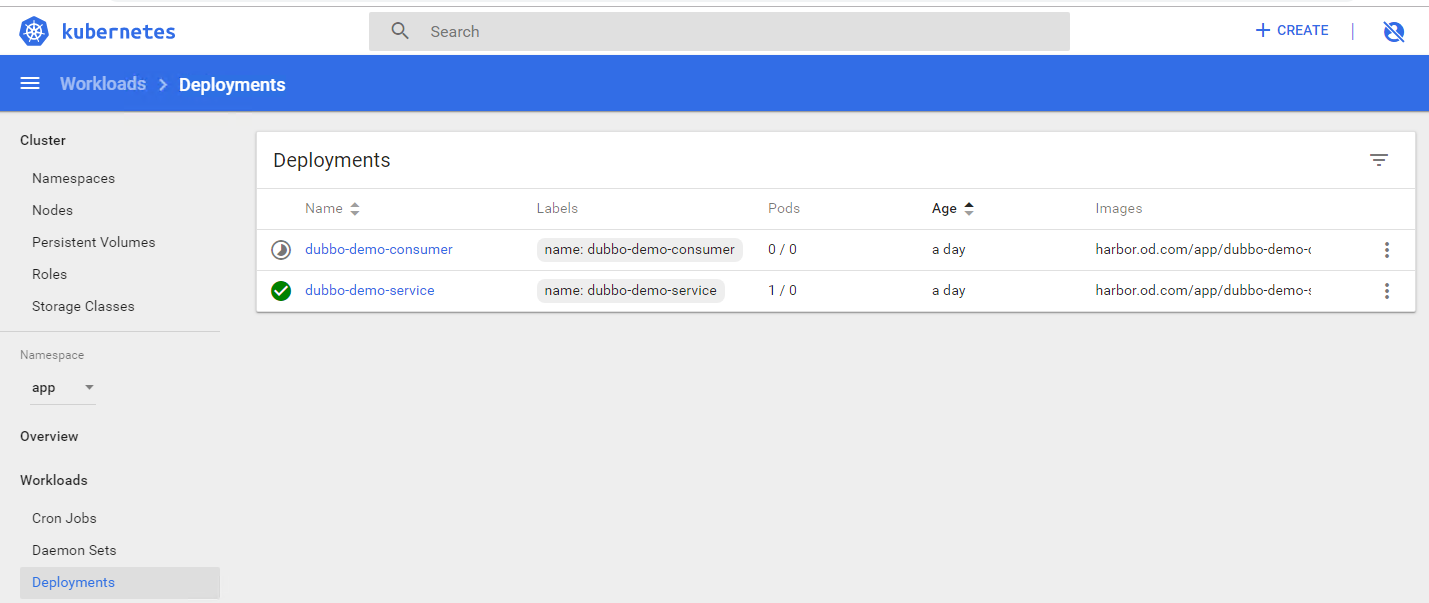 kubernetes
Search
CREATE
Workloads > Deployments
Cluster
Namespaces
Nodes
Persistent Volumes
Roles
Storage Classes
Namespace
app
Overview
Workloads
Cron Jobs
Daemon Sets
Deployments
Deployments
Name Labels Pods Age Images
dubbo-demo-consumer name: dubbo-demo-consumer 0 / 0 a day harbor.od.com/app/dubbo-demo-
dubbo-demo-service name: dubbo-demo-service 1 / 0 a day harbor.od.com/app/dubbo-demo-